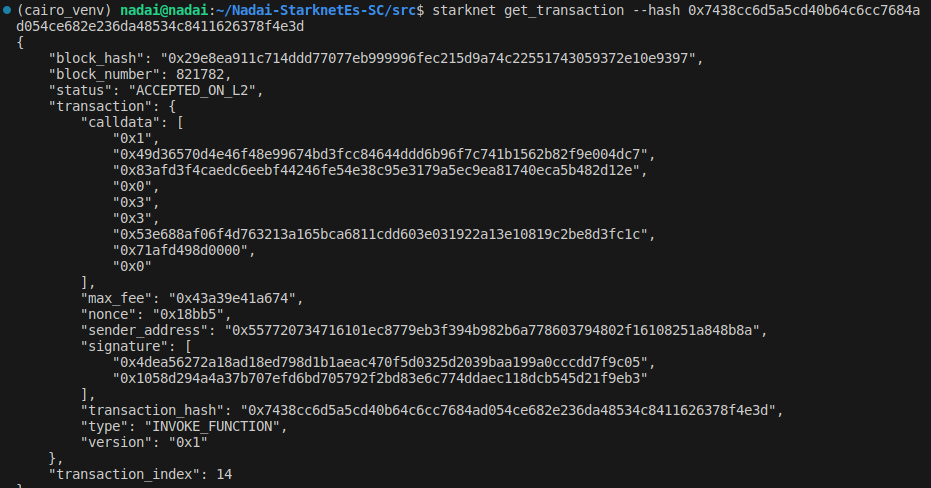 (cairo_venv) nadai@nadai:~/Nadai-StarknetEs-SC/src$ starknet get_transaction --hash 0x7438cc6d5a5cd40b64c6cc7684a
d054ce682e236da48534c8411626378f4e3d
{
    "block_hash": "0x29e8ea911c714ddd77077eb999996fec215d9a74c22551743059372e10e9397",
    "block_number": 821782,
    "status": "ACCEPTED_ON_L2",
    "transaction": {
        "calldata": [
            "0x1",
            "0x49d36570d4e46f48e99674bd3fcc84644ddd6b96f7c741b1562b82f9e004dc7",
            "0x83afd3f4caedc6eebf44246fe54e38c95e3179a5ec9ea81740eca5b482d12e",
            "0x0",
            "0x3",
            "0x3",
            "0x53e688af06f4d763213a165bca6811cdd603e031922a13e10819c2be8d3fc1c",
            "0x71afd498d0000",
            "0x0"
        ],
        "max_fee": "0x43a39e41a674",
        "nonce": "0x18bb5",
        "sender_address": "0x557720734716101ec8779eb3f394b982b6a778603794802f16108251a848b8a",
        "signature": [
            "0x4dea56272a18ad18ed798d1b1aeac470f5d0325d2039baa199a0cccdd7f9c05",
            "0x1058d294a4a37b707efd6bd705792f2bd83e6c774ddaec118dcb545d21f9eb3"
        ],
        "transaction_hash": "0x7438cc6d5a5cd40b64c6cc7684ad054ce682e236da48534c8411626378f4e3d",
        "type": "INVOKE_FUNCTION",
        "version": "0x1"
    },
    "transaction_index": 14
}